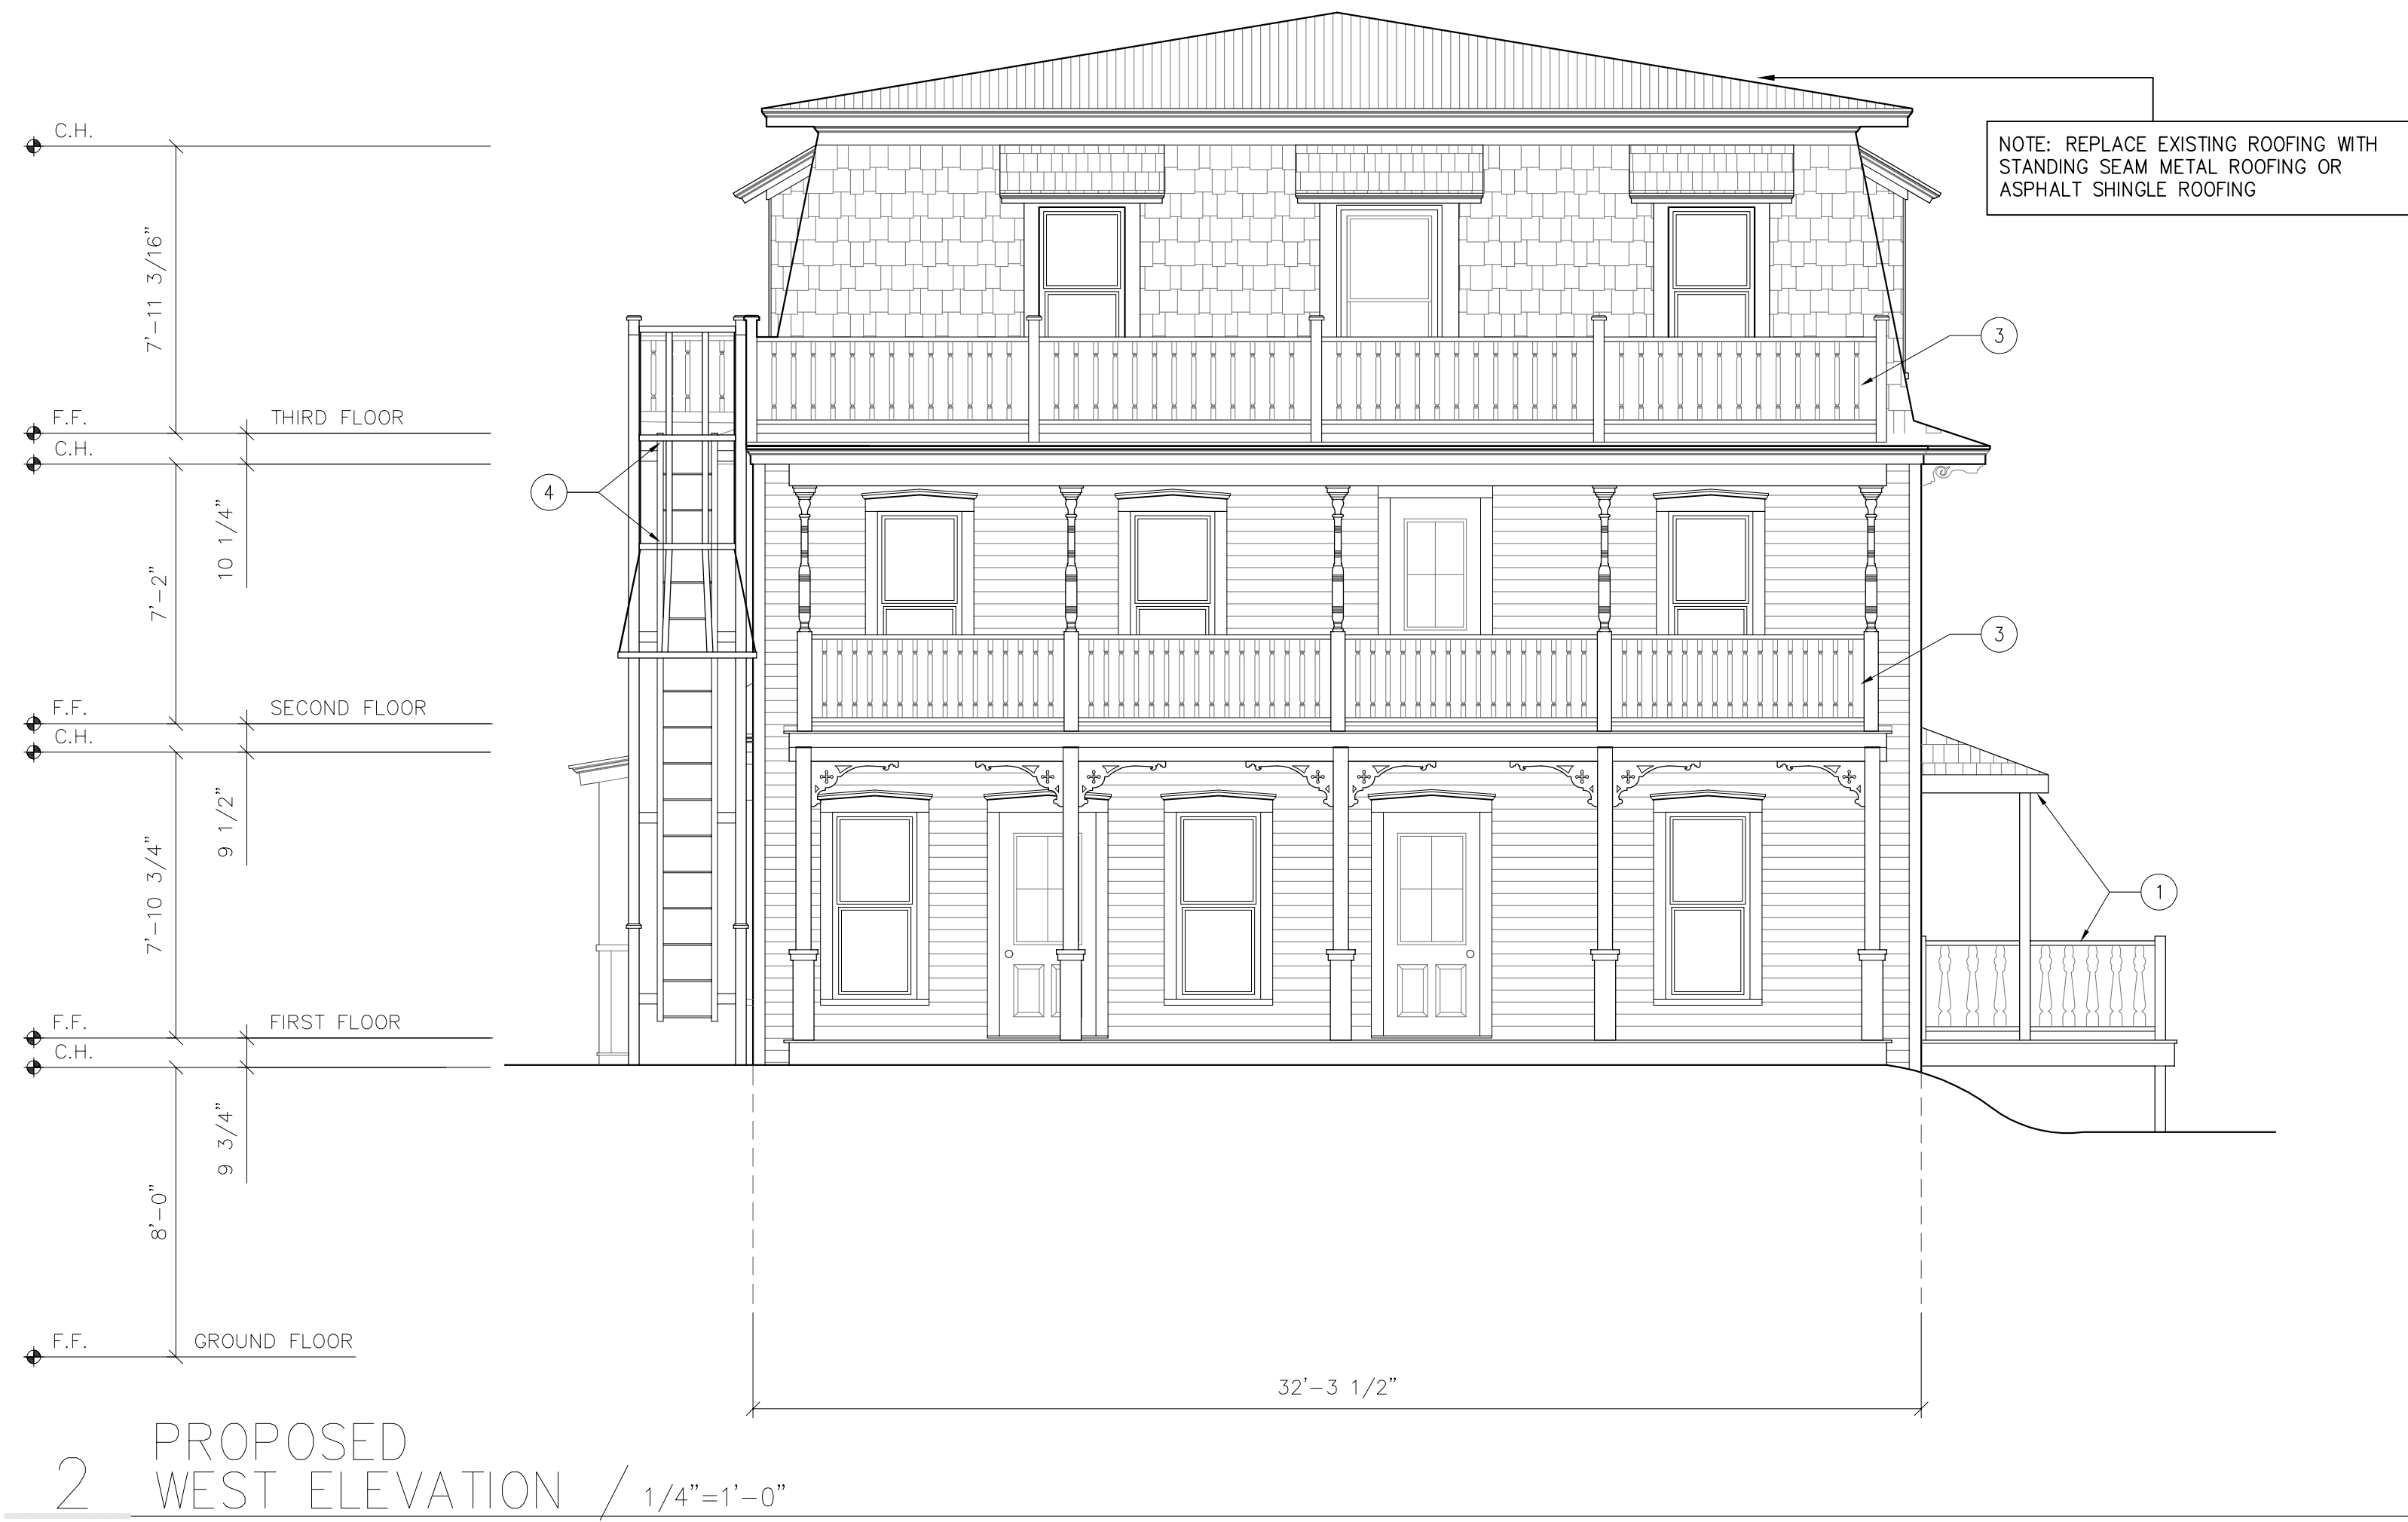 C.H.
NOTE: REPLACE EXISTING ROOFING WITH
STANDING SEAM METAL ROOFING OR
ASPHALT SHINGLE ROOFING
7'-11 3/16"
3
F.F.
THIRD FLOOR
C.H.
4
10 1/4"
7'-2"
3
F.F.
SECOND FLOOR
C.H.
9 1/2"
7'-10 3/4"
1
F.F.
FIRST FLOOR
C.H.
9 3/4"
8'-0"
F.F.
GROUND FLOOR
32'-3 1/2"
2
PROPOSED
WEST ELEVATION / 1/4"=1'-0"